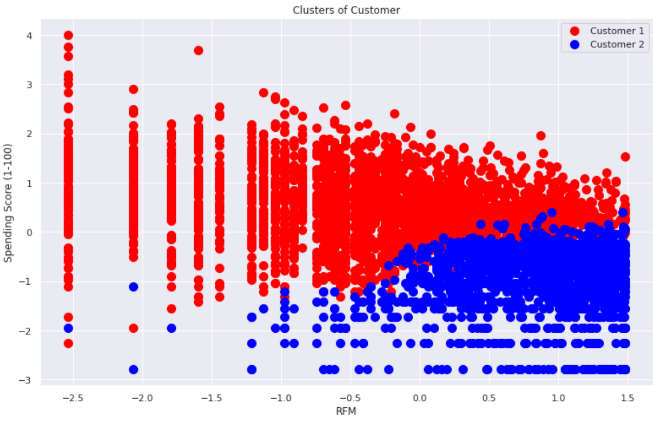 Clusters of Customer
Customer 1
Customer 2
4
3
2
1
0
−1
−2
−3
Spending Score (1-100)
−2.5 −2.0 −1.5 −1.0 −0.5 0.0 0.5 1.0 1.5
RFM